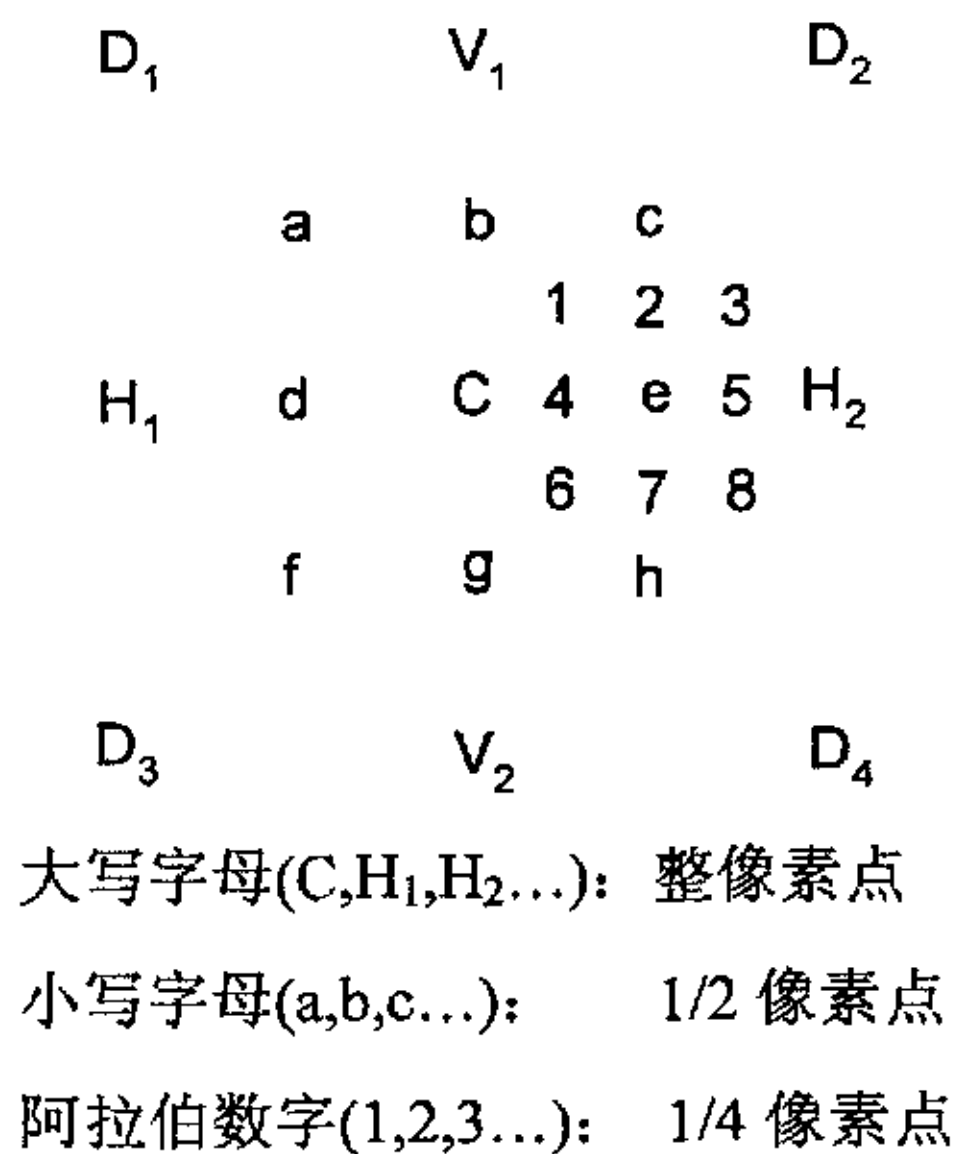 D₁ V₁ D₂
a b c
1 2 3
H₁ d C 4 e 5 H₂
6 7 8
f g h
D₃ V₂ D₄
大写字母(C,H₁,H₂…)：整像素点
小写字母(a,b,c…)： 1/2 像素点
阿拉伯数字(1,2,3…)： 1/4 像素点